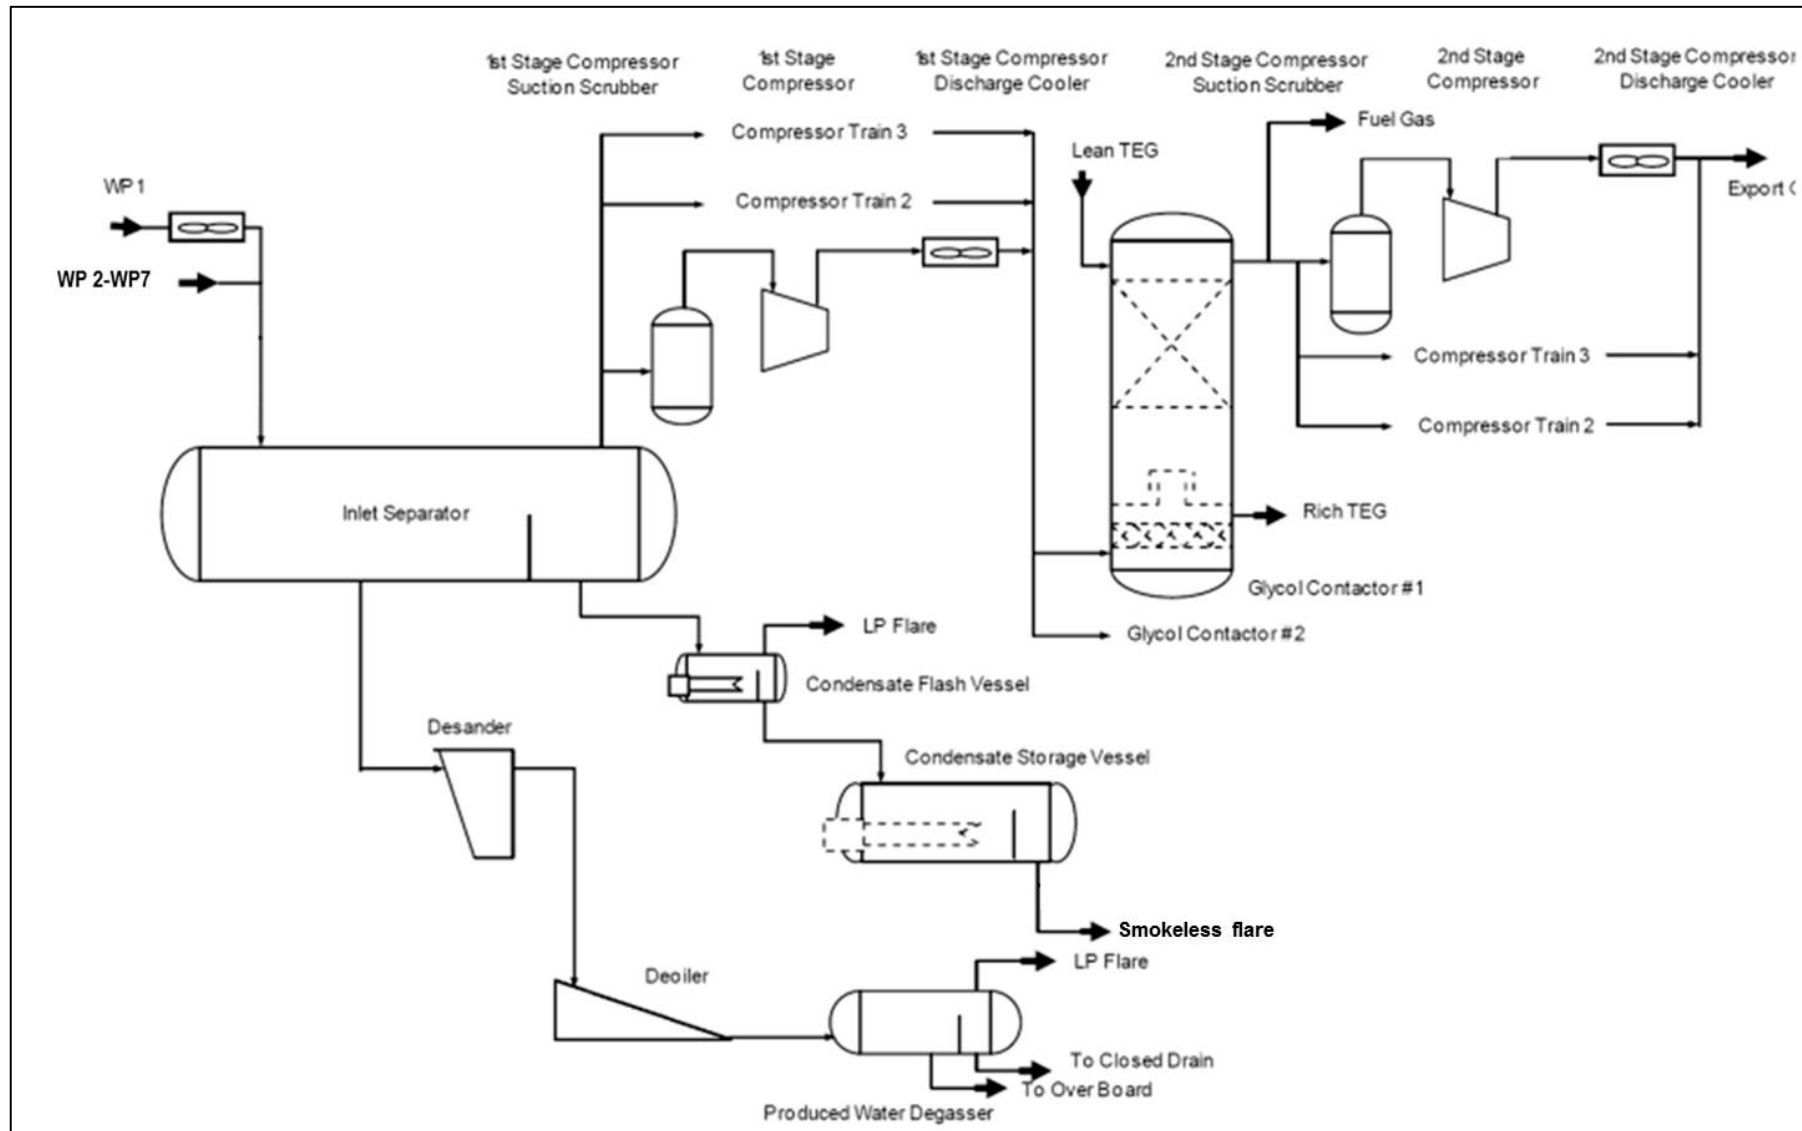 1st Stage Compressor
Suction Scrubber
1st Stage
Compressor
1st Stage Compressor
Discharge Cooler
2nd Stage Compressor
Suction Scrubber
2nd Stage
Compressor
2nd Stage Compressor
Discharge Cooler
Compressor Train 3
Fuel Gas
Lean TEG
WP 1
Export
Compressor Train 2
WP 2-WP7
Compressor Train 3
Compressor Train 2
Inlet Separator
Rich TEG
Glycol Contactor #1
LP Flare
Glycol Contactor #2
Condensate Flash Vessel
Desander
Condensate Storage Vessel
Smokeless flare
LP Flare
Deoiler
To Closed Drain
To Over Board
Produced Water Degasser